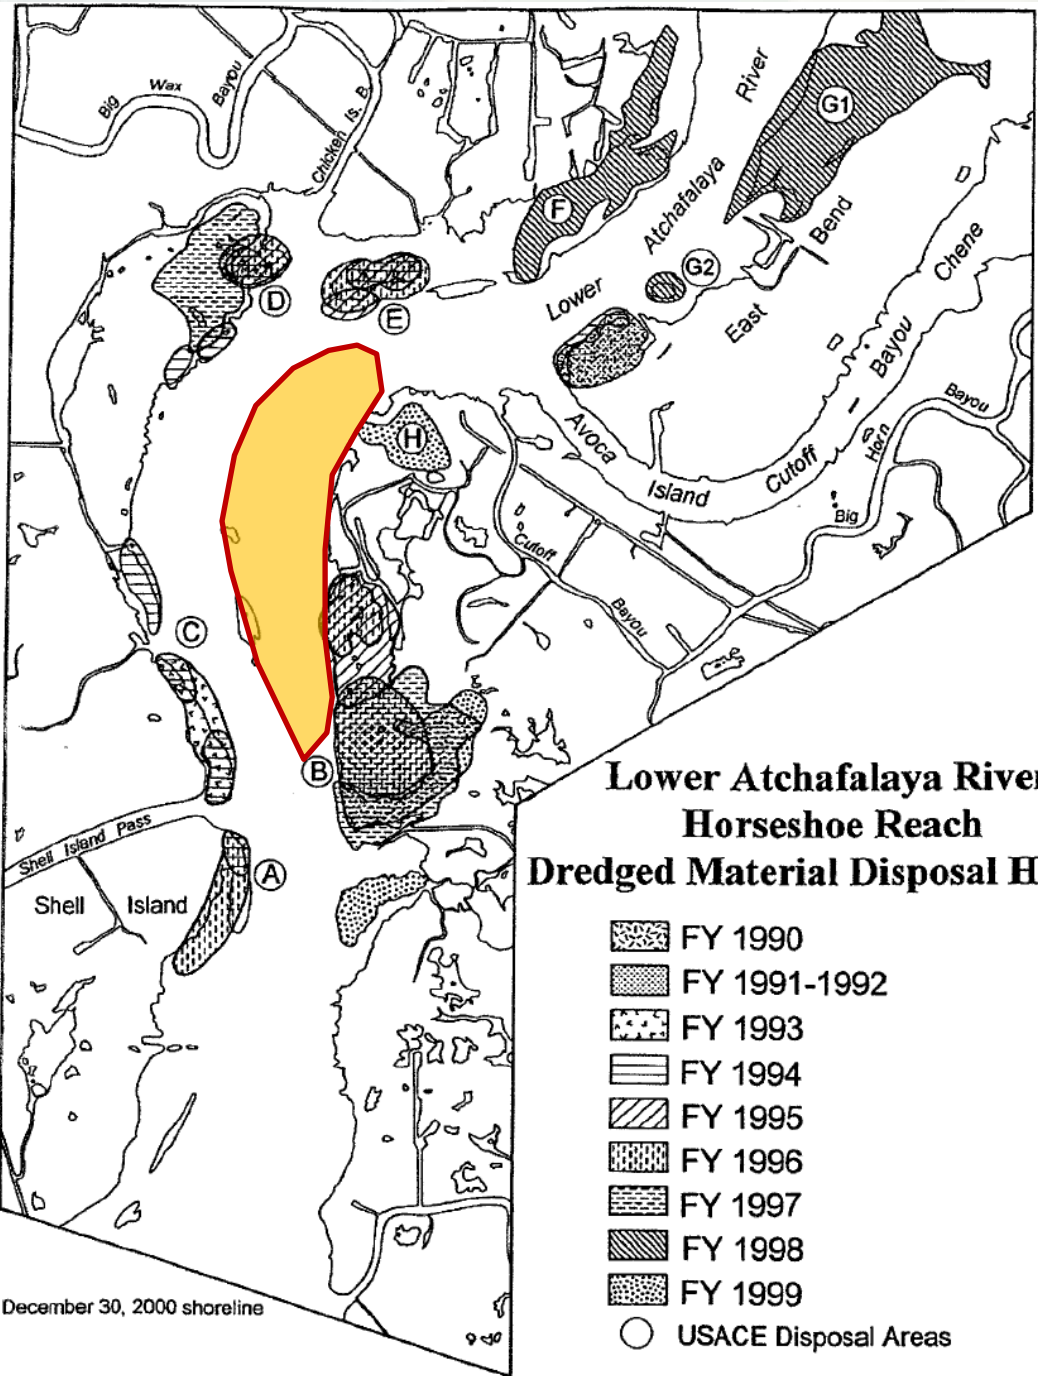 Big
Wax
Bayou
Chicken Is. B.
River
G1
Atchafalaya
F
Bend
Chene
G2
D
Lower
E
East
Bayou
Bayou
H
Avoca
Horn
Island
Cutoff
Big
Cutoff
Bayou
C
B
Lower Atchafalaya River
Horseshoe Reach
Dredged Material Disposal H
Shell Island Pass
A
Shell Island
FY 1990
FY 1991-1992
FY 1993
FY 1994
FY 1995
FY 1996
FY 1997
FY 1998
FY 1999
USACE Disposal Areas
December 30, 2000 shoreline